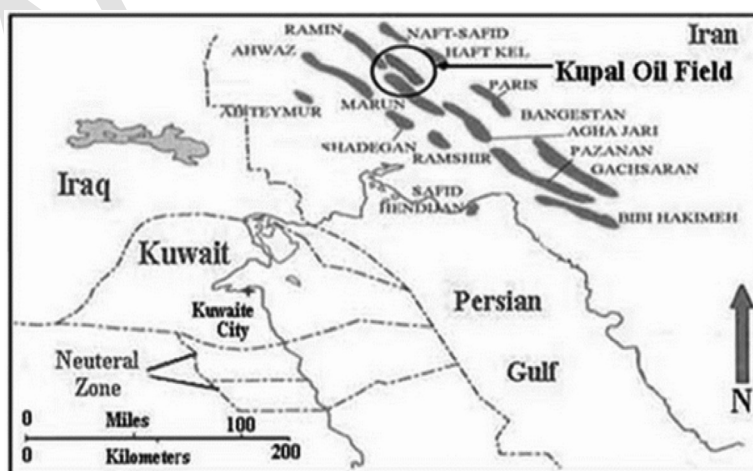 RAMIN
NAFT-SAFID
Iran
AHWAZ
HAFT KEL
Kupal Oil Field
PARIS
ABTEYMUR
MARUN
BANGESTAN
AGHA JARI
SHADEGAN
RAMSHIR
PAZANAN
GACHSARAN
Iraq
SAFID
HENDIJAN
BIBI HAKIMEH
Kuwait
Kuwaite
City
Persian
Gulf
Neuteral
Zone
N
0 Miles 100
0 Kilometers 200